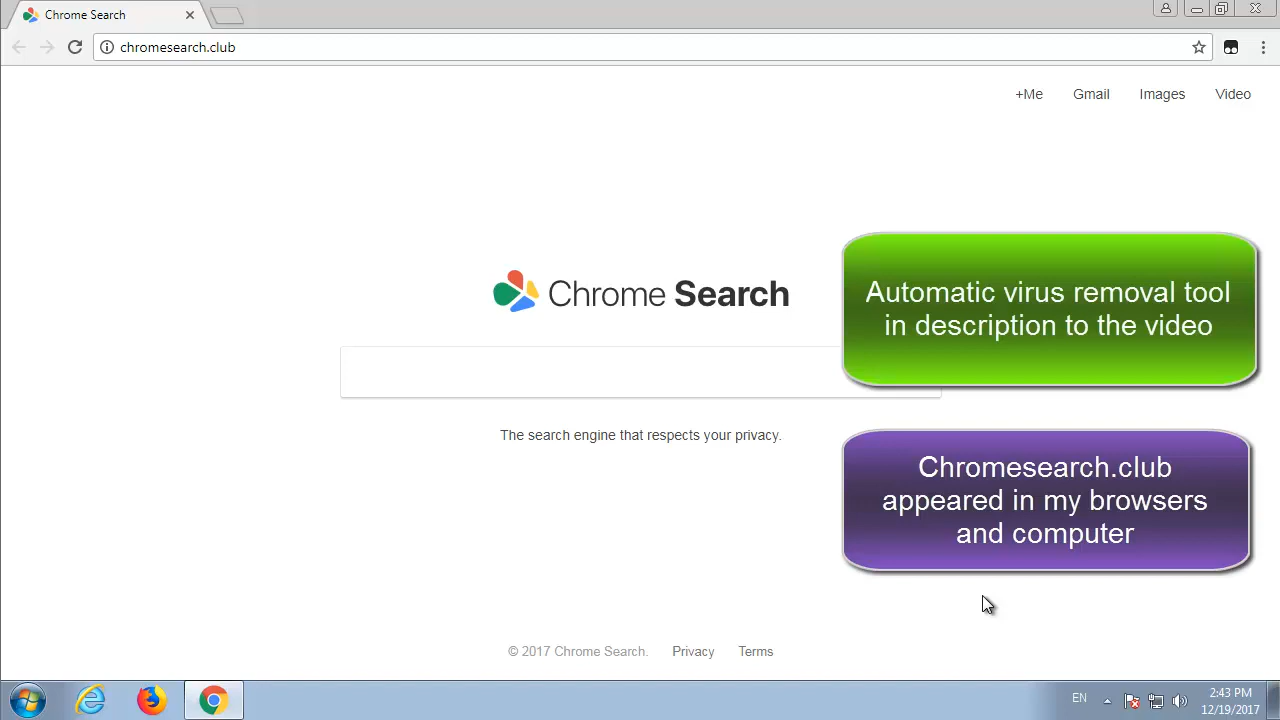 Chrome Search
chromesearch.club
+Me Gmail Images Video
Chrome Search
Automatic virus removal tool
in description to the video
The search engine that respects your privacy.
Chromesearch.club
appeared in my browsers
and computer
© 2017 Chrome Search. Privacy Terms
EN
2:43 PM
12/19/2017